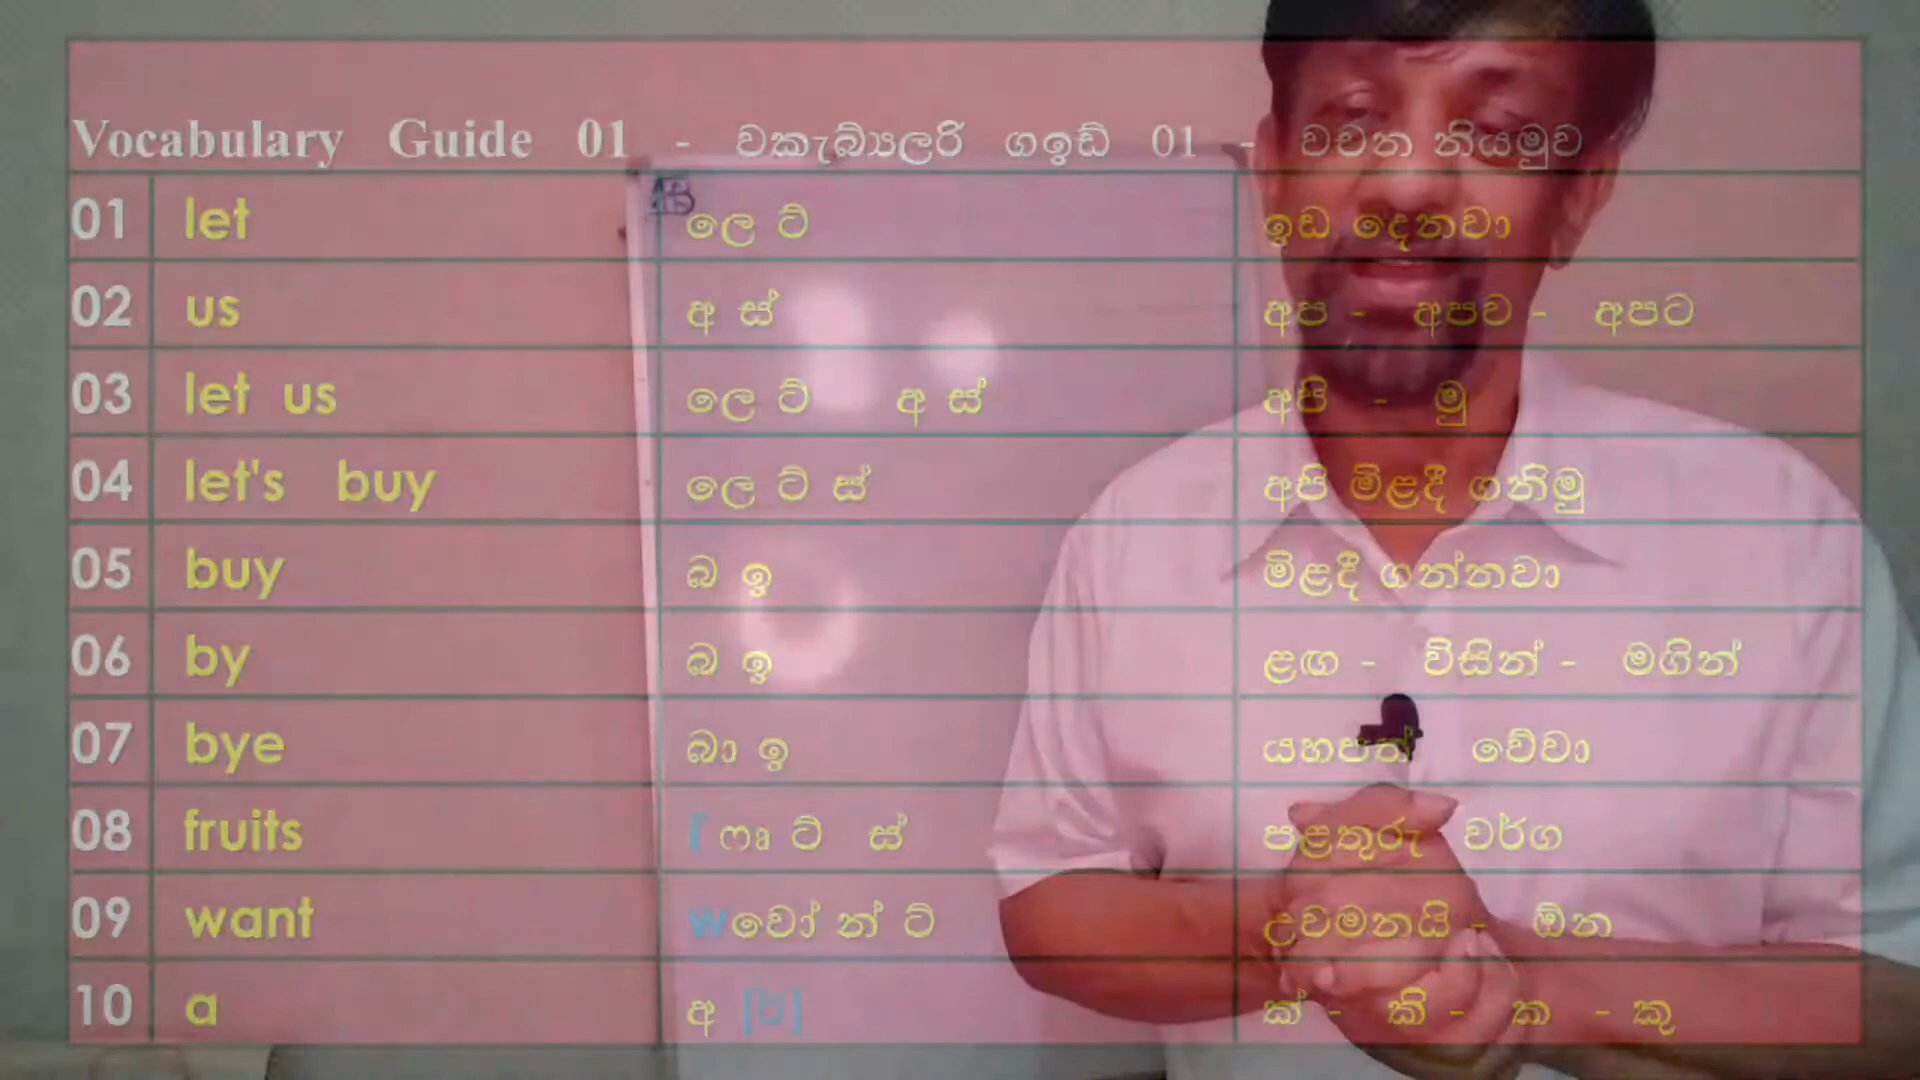 Vocabulary Guide 01 - වකැබ්‍යුලරි ගඉඩ් 01 - වචන නියමුව
01 let ලෙ ට් ඉඩ දෙනවා
02 us අ ස් අප - අපව - අපට
03 let us ලෙ ට් අ ස් අපි - මු
04 let's buy ලෙ ට් ස් අපි මිළදී ගනිමු
05 buy බ ඉ මිළදී ගන්නවා
06 by බ ඉ ළඟ - විසින් - මගින්
07 bye බා ඉ යහපත් වේවා
08 fruits f ෆෘ ට් ස් පළතුරු වර්ග
09 want wවෝ න් ට් උවමනයි - ඕන
10 a අ ක් - කි - ක - කු